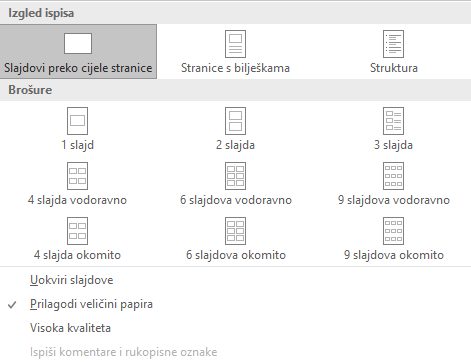 Izgled ispisa
Slajdovi preko cijele stranice
Stranice s bilješkama
Struktura
Brošure
1 slajd
2 slajda
3 slajda
4 slajda vodoravno
6 slajdova vodoravno
9 slajdova vodoravno
4 slajda okomito
6 slajdova okomito
9 slajdova okomito
Uokviri slajdove
Prilagodi veličini papira
Visoka kvaliteta
Ispiši komentare i rukopisne oznake